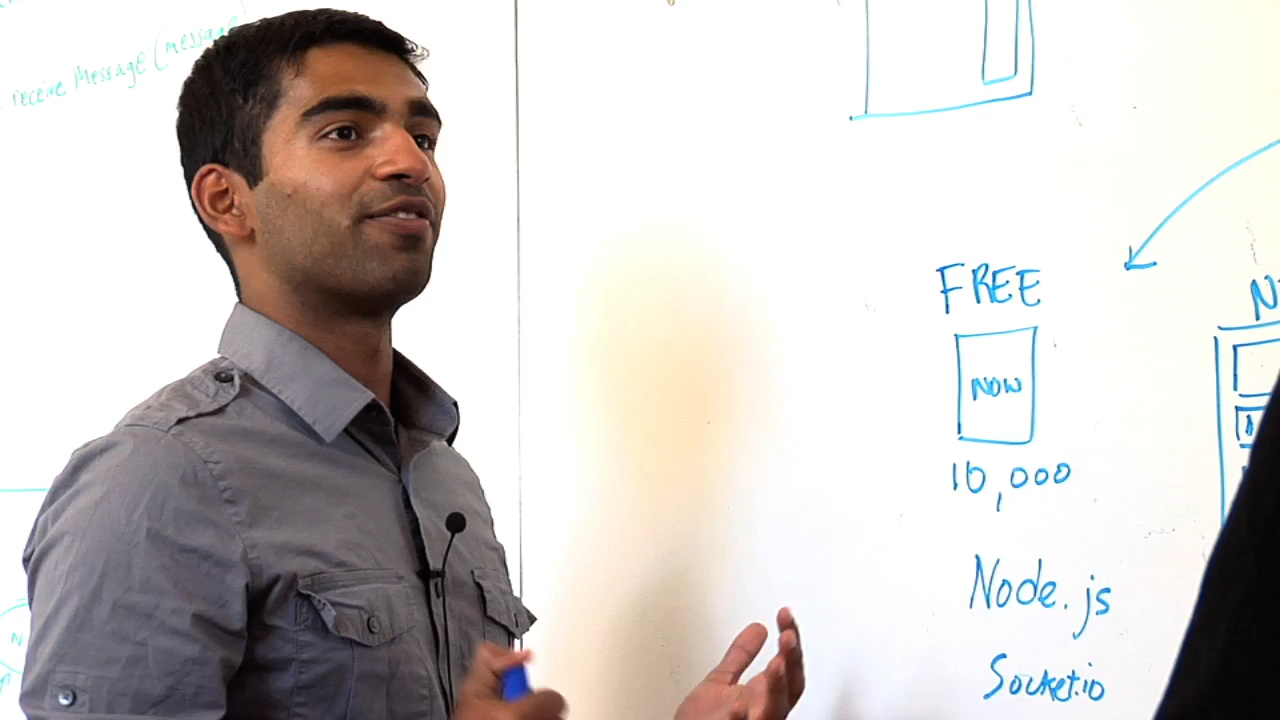 receive Message (message
FREE
NOW
10,000
Node.js
Socket.io